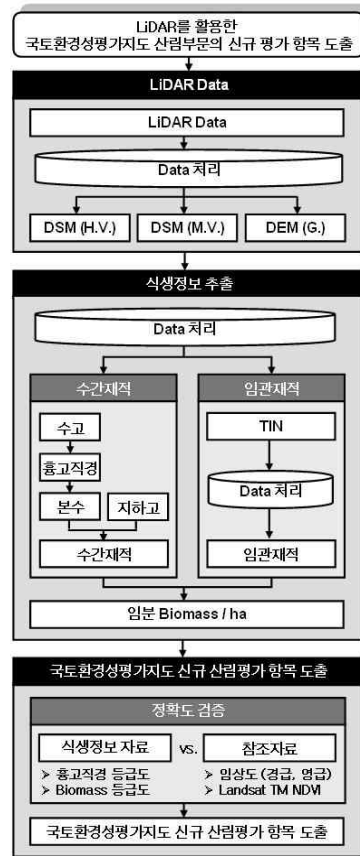 LiDAR를 활용한
국토환경성평가지도 산림부문의 신규 평가 항목 도출
LiDAR Data
LiDAR Data
Data 처리
DSM (H.V.)
DSM (M.V.)
DEM (G.)
식생정보 추출
Data 처리
수간재적
수고
흉고직경
본수
지하고
수간재적
임관재적
TIN
Data 처리
임관재적
임분 Biomass / ha
국토환경성평가지도 신규 산림평가 항목 도출
정확도 검증
식생정보 자료 vs. 참조자료
➢ 흉고직경 등급도
➢ Biomass 등급도
➢ 임상도 (경급, 영급)
➢ Landsat TM NDVI
국토환경성평가지도 신규 산림평가 항목 도출